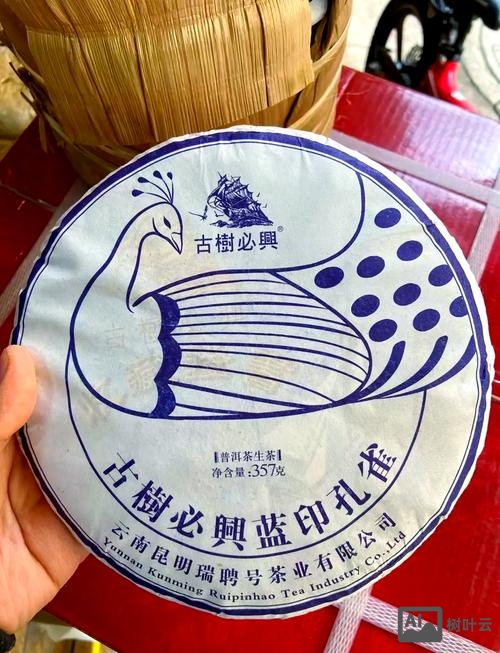 古樹必興®
普洱茶生茶
净含量:357克
古樹必興蓝印孔雀
云南昆明瑞聘号茶业有限公司
Yunnan Kunming Ruipinhao Tea Industry Co.,Ltd
AI 树叶云